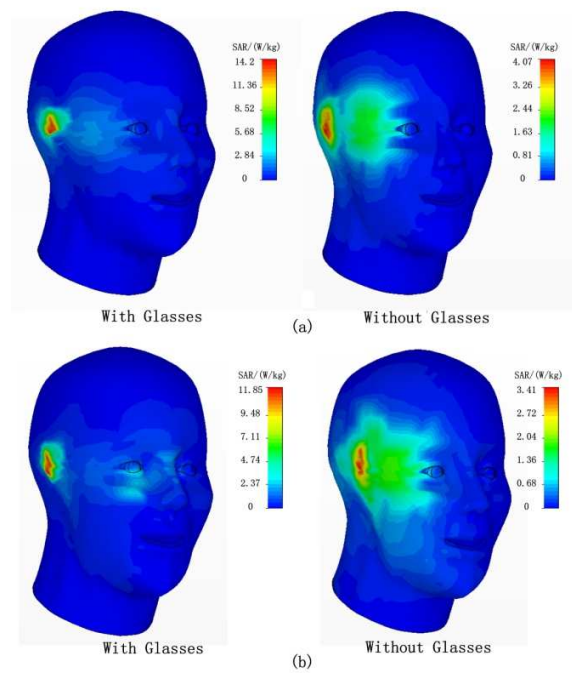 SAR/(W/kg)
14.2
11.36
8.52
5.68
2.84
0
SAR/(W/kg)
4.07
3.26
2.44
1.63
0.81
0
With Glasses
Without Glasses
(a)
SAR/(W/kg)
11.85
9.48
7.11
4.74
2.37
0
SAR/(W/kg)
3.41
2.72
2.04
1.36
0.68
0
With Glasses
Without Glasses
(b)